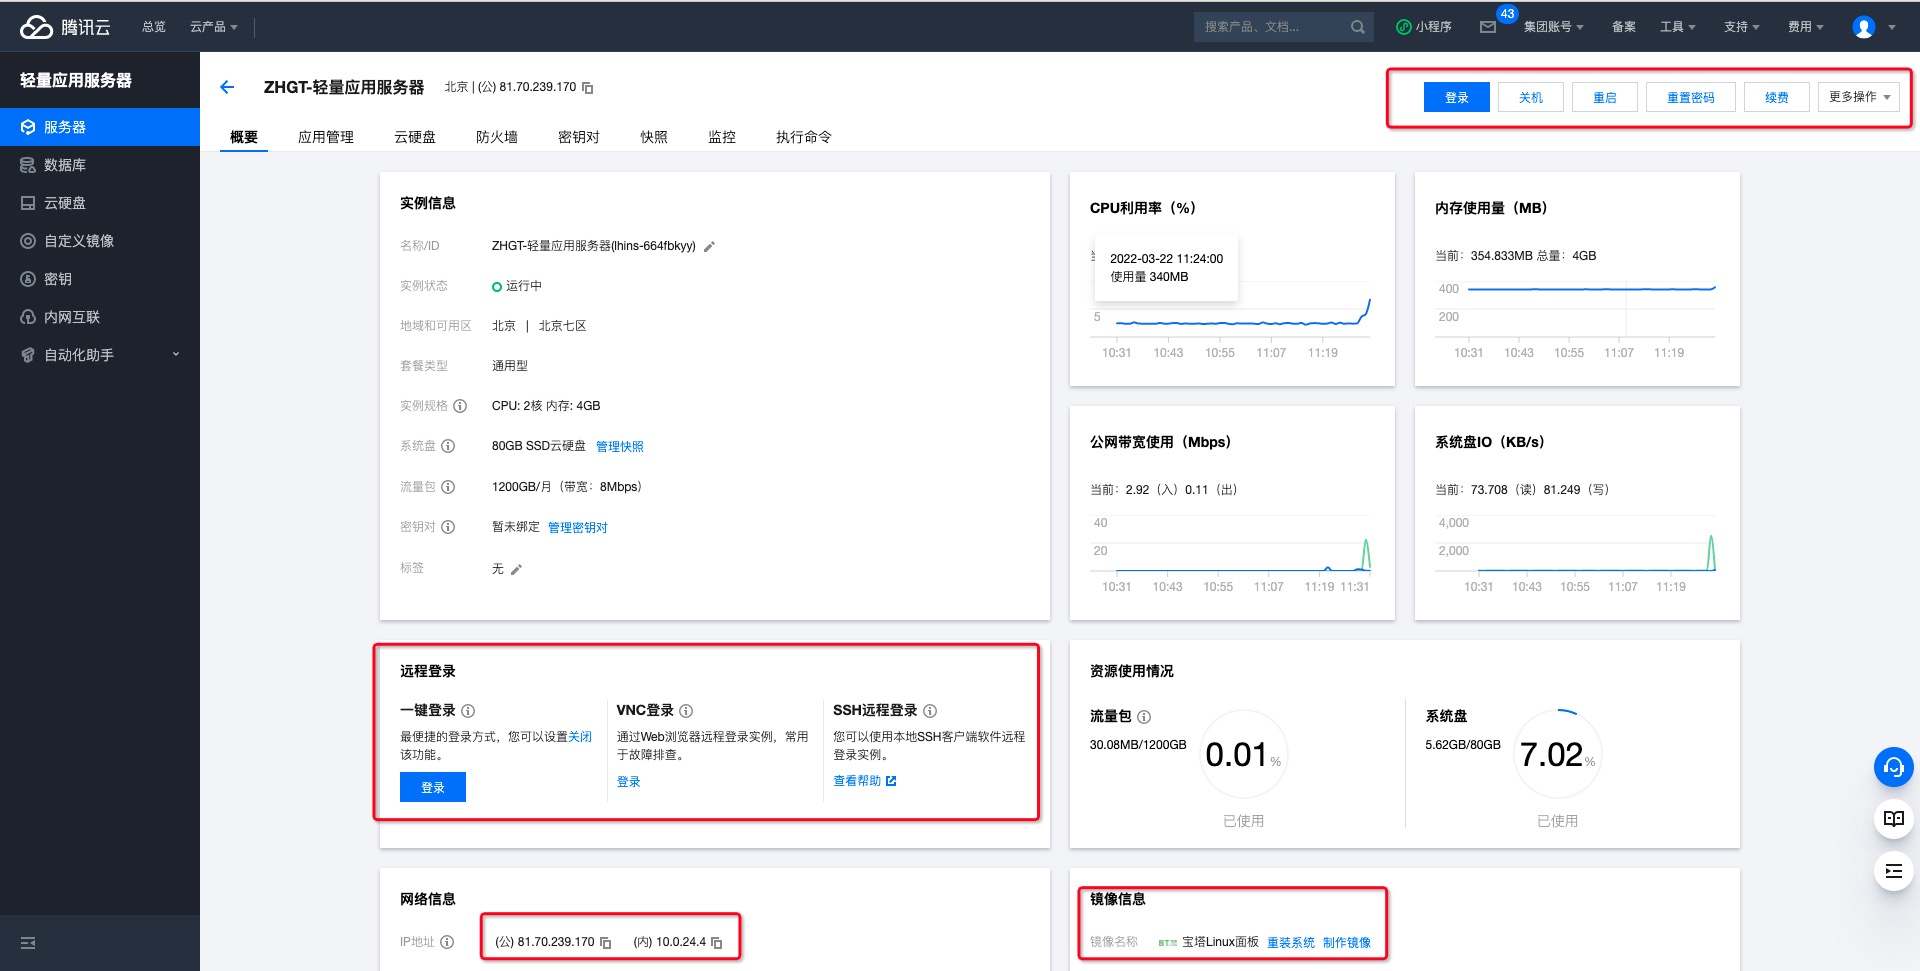 腾讯云 总览 云产品 搜索产品、文档... 小程序 43 集团账号 备案 工具 支持 费用
轻量应用服务器
服务器
数据库
云硬盘
自定义镜像
密钥
内网互联
自动化助手
ZHGT-轻量应用服务器 北京 | (公) 81.70.239.170
登录 关机 重启 重置密码 续费 更多操作
概要 应用管理 云硬盘 防火墙 密钥对 快照 监控 执行命令
实例信息
名称/ID ZHGT-轻量应用服务器(lhins-664fbkyy)
实例状态 运行中
地域和可用区 北京 | 北京七区
套餐类型 通用型
实例规格 CPU: 2核 内存: 4GB
系统盘 80GB SSD云硬盘 管理快照
流量包 1200GB/月（带宽：8Mbps）
密钥对 暂未绑定 管理密钥对
标签 无
CPU利用率（%）
2022-03-22 11:24:00
使用量 340MB
5
10:31 10:43 10:55 11:07 11:19
内存使用量（MB）
当前：354.833MB 总量：4GB
400
200
10:31 10:43 10:55 11:07 11:19
公网带宽使用（Mbps）
当前：2.92（入）0.11（出）
40
20
10:31 10:43 10:55 11:07 11:19 11:31
系统盘IO（KB/s）
当前：73.708（读）81.249（写）
4,000
2,000
10:31 10:43 10:55 11:07 11:19
远程登录
一键登录
最便捷的登录方式，您可以设置关闭
该功能。
登录
VNC登录
通过Web浏览器远程登录实例，常用
于故障排查。
登录
SSH远程登录
您可以使用本地SSH客户端软件远程
登录实例。
查看帮助
资源使用情况
流量包
30.08MB/1200GB
0.01%
已使用
系统盘
5.62GB/80GB
7.02%
已使用
网络信息
IP地址 (公) 81.70.239.170 (内) 10.0.24.4
镜像信息
镜像名称 宝塔Linux面板 重装系统 制作镜像